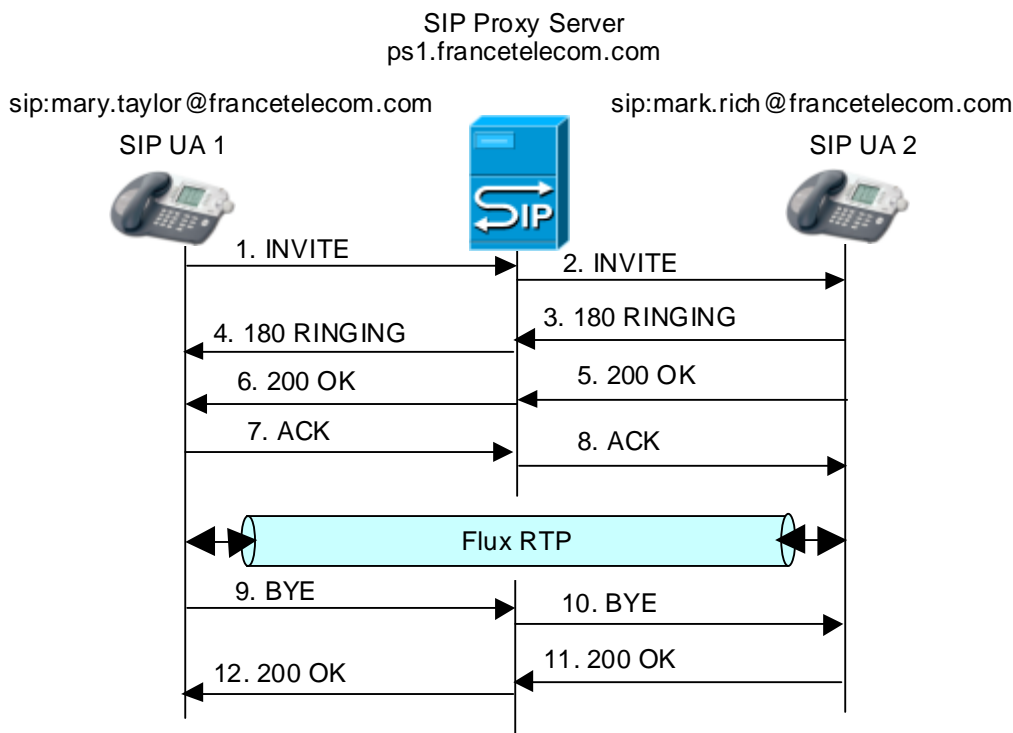 SIP Proxy Server
ps1.francetelecom.com
sip:mary.taylor@francetelecom.com
sip:mark.rich@francetelecom.com
SIP UA 1
SIP UA 2
SIP
1. INVITE
2. INVITE
3. 180 RINGING
4. 180 RINGING
5. 200 OK
6. 200 OK
7. ACK
8. ACK
Flux RTP
9. BYE
10. BYE
11. 200 OK
12. 200 OK